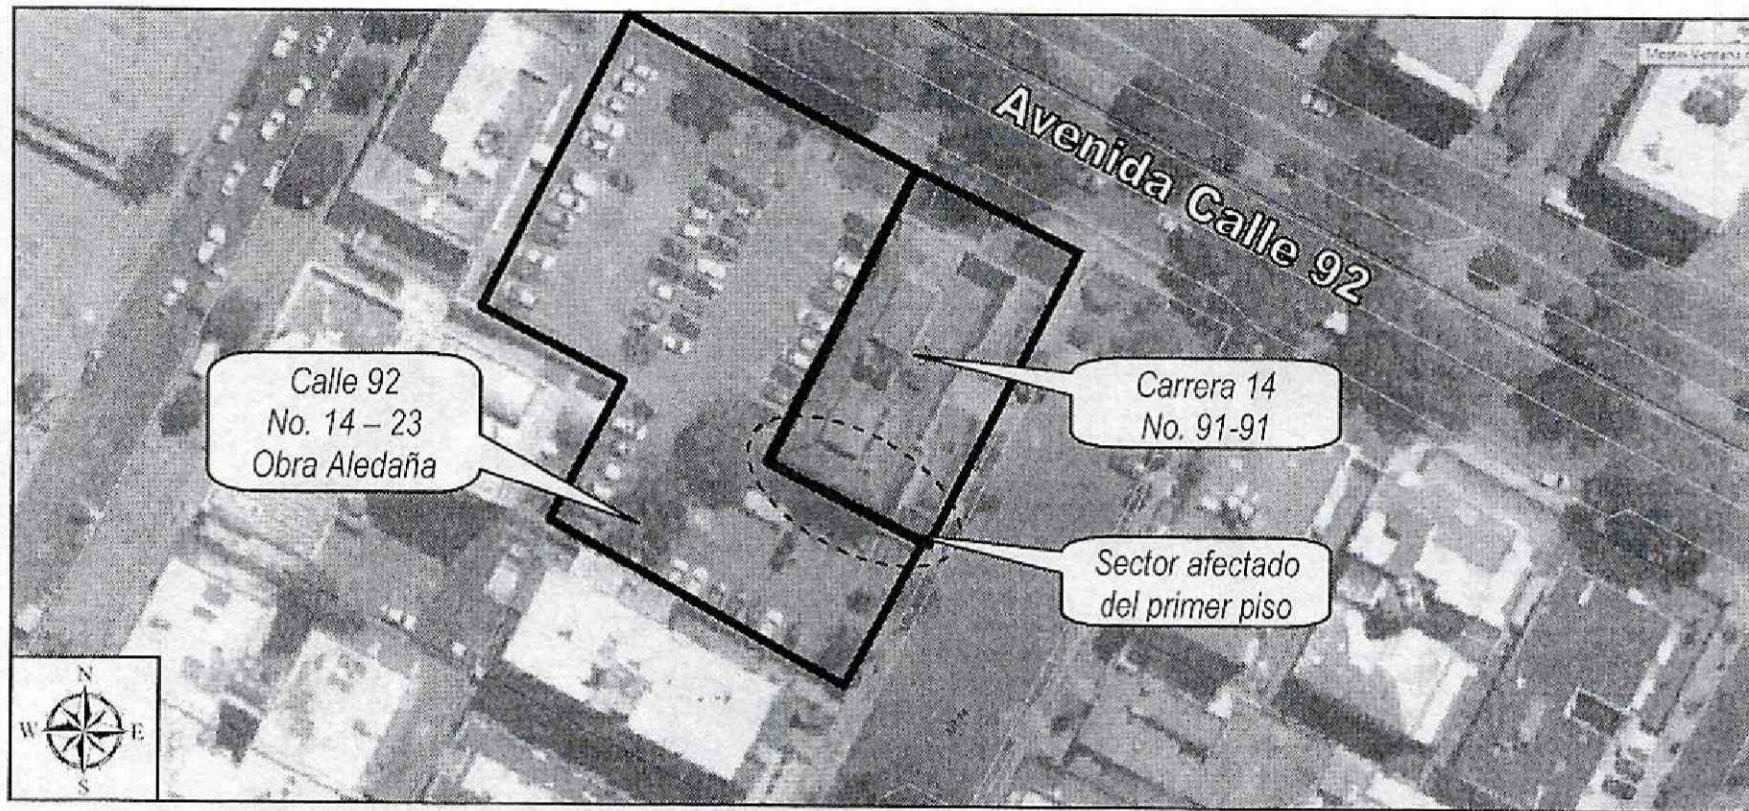 Avenida Calle 92
Calle 92
No. 14 – 23
Obra Aledaña
Carrera 14
No. 91-91
Sector afectado
del primer piso
N
W E
S